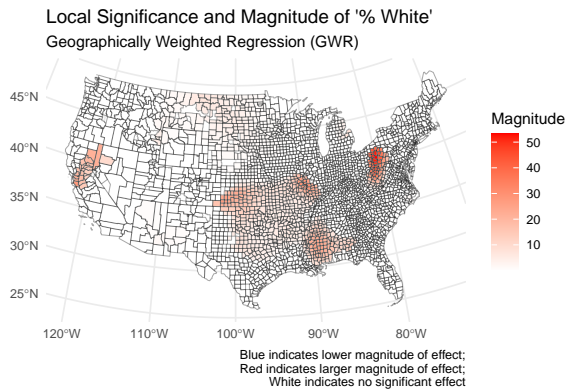 Local Significance and Magnitude of '% White'
Geographically Weighted Regression (GWR)
45°N
40°N
35°N
30°N
25°N
120°W 110°W 100°W 90°W 80°W
Magnitude
50
40
30
20
10
Blue indicates lower magnitude of effect;
Red indicates larger magnitude of effect;
White indicates no significant effect